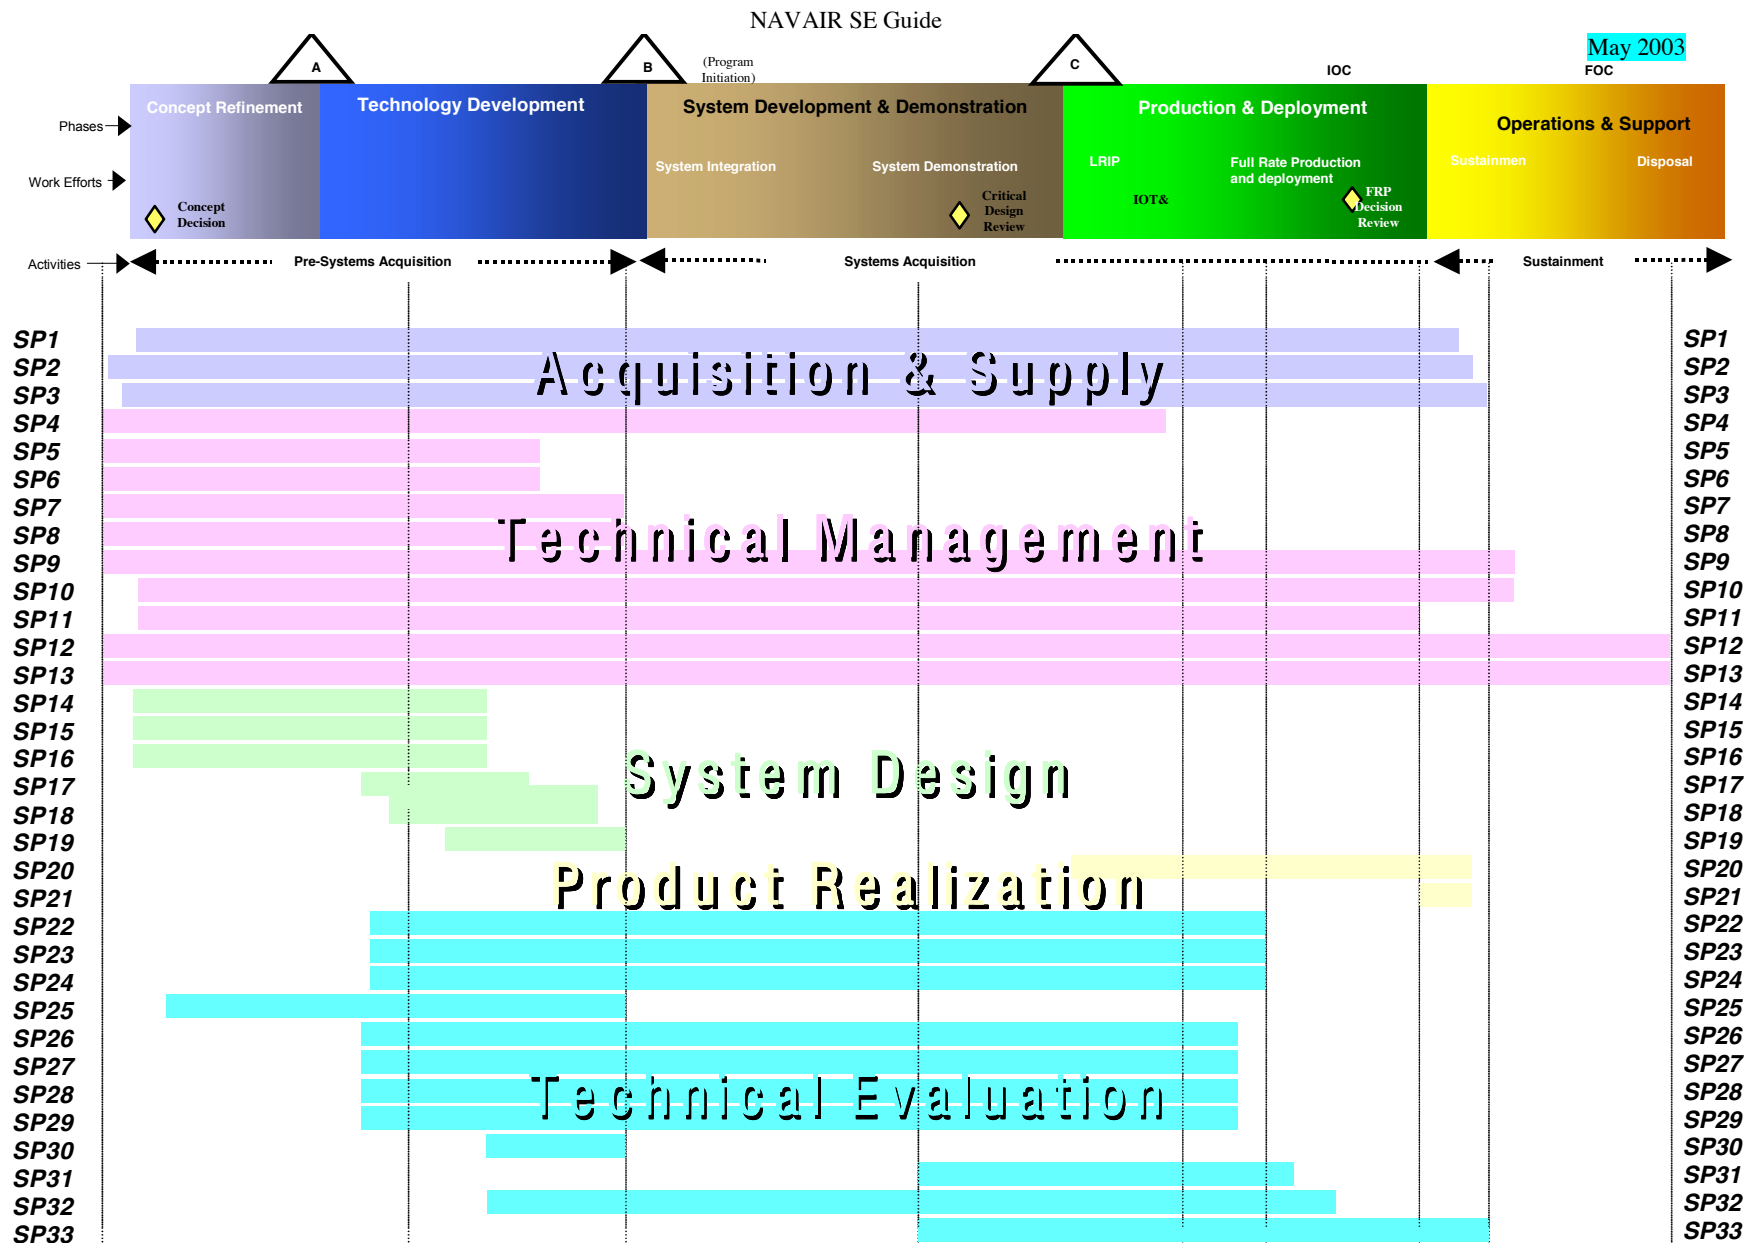 NAVAIR SE Guide
May 2003
A
B
(Program
Initiation)
C
IOC
FOC
Concept Refinement
Technology Development
System Development & Demonstration
Production & Deployment
Operations & Support
Phases
System Integration
System Demonstration
LRIP
Full Rate Production
and deployment
Sustainmen
Disposal
Work Efforts
Concept
Decision
Critical
Design
Review
IOT&
FRP
Decision
Review
Activities
Pre-Systems Acquisition
Systems Acquisition
Sustainment
SP1 SP1
SP2 SP2
Acquisition & Supply
SP3 SP3
SP4 SP4
SP5 SP5
SP6 SP6
SP7 SP7
SP8 SP8
Technical Management
SP9 SP9
SP10 SP10
SP11 SP11
SP12 SP12
SP13 SP13
SP14 SP14
SP15 SP15
SP16 SP16
System Design
SP17 SP17
SP18 SP18
SP19 SP19
SP20 SP20
Product Realization
SP21 SP21
SP22 SP22
SP23 SP23
SP24 SP24
SP25 SP25
SP26 SP26
SP27 SP27
SP28 SP28
Technical Evaluation
SP29 SP29
SP30 SP30
SP31 SP31
SP32 SP32
SP33 SP33